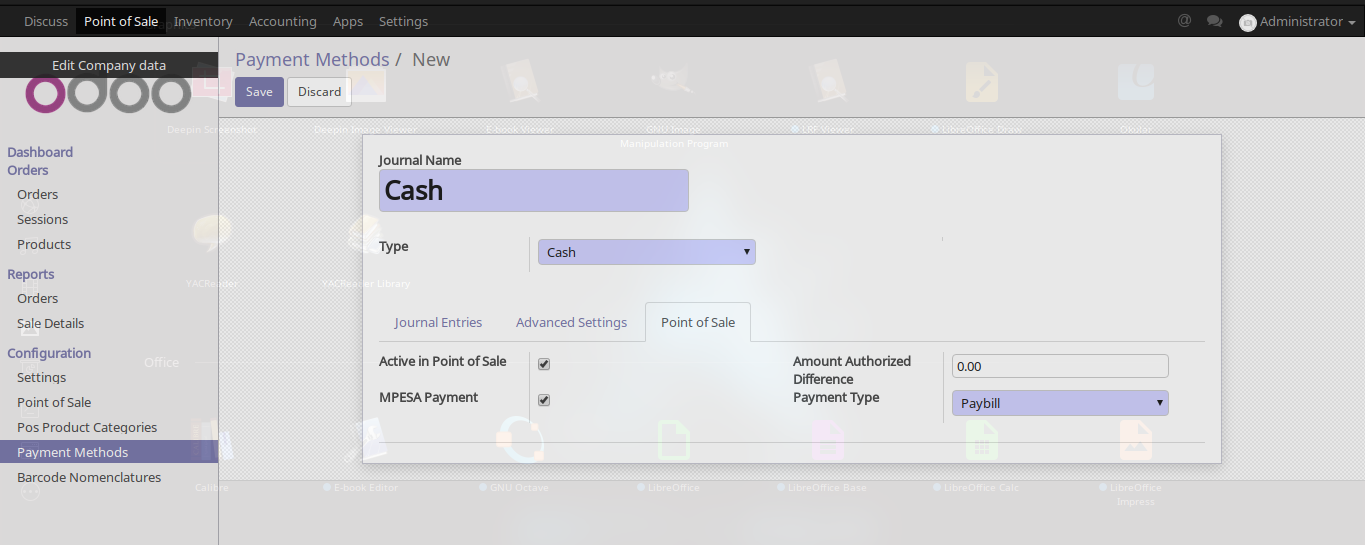 Discuss Point of Sale Inventory Accounting Apps Settings @ Administrator
Edit Company data
odoo
Payment Methods / New
Save Discard
Deepin Screenshot Deepin Image Viewer E-book Viewer GNU Image Manipulation Program LRF Viewer LibreOffice Draw Okular
Dashboard
Orders
Orders
Sessions
Products
Reports
Orders
Sale Details
Configuration
Settings
Point of Sale
Pos Product Categories
Payment Methods
Barcode Nomenclatures
Journal Name
Cash
Type Cash
YACReader YACReader Library
Journal Entries Advanced Settings Point of Sale
Office
Active in Point of Sale
MPESA Payment
Amount Authorized
Difference
0.00
Payment Type Paybill
Calibre E-book Editor GNU Octave LibreOffice LibreOffice Base LibreOffice Calc LibreOffice
Impress